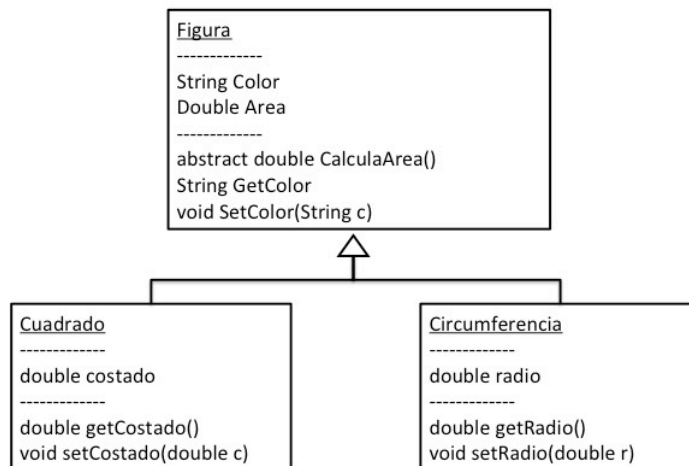 Figura
-------------
String Color
Double Area
-------------
abstract double CalculaArea()
String GetColor
void SetColor(String c)
Cuadrado
-------------
double costado
-------------
double getCostado()
void setCostado(double c)
Circumferencia
-------------
double radio
-------------
double getRadio()
void setRadio(double r)